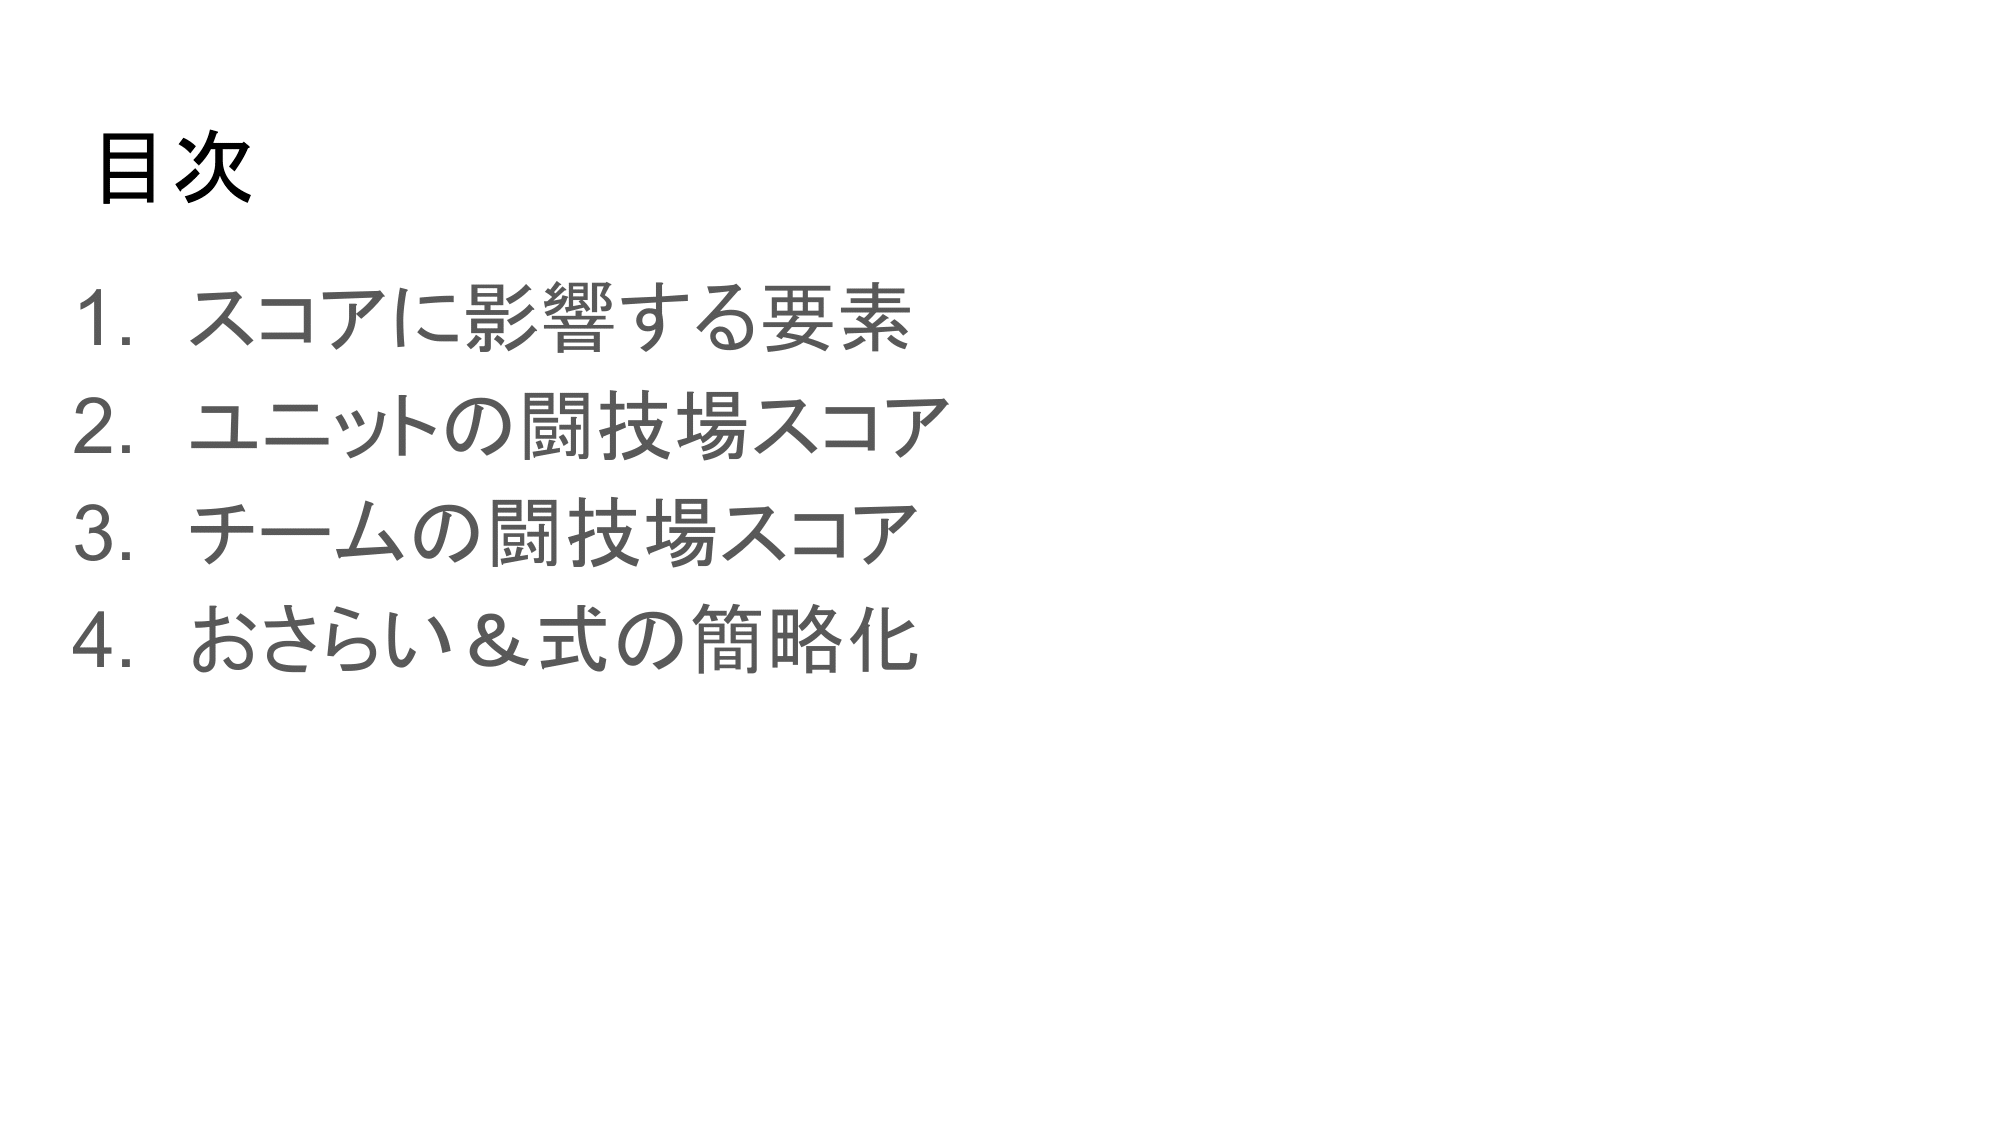 目次
1. スコアに影響する要素
2. ユニットの闘技場スコア
3. チームの闘技場スコア
4. おさらい＆式の簡略化